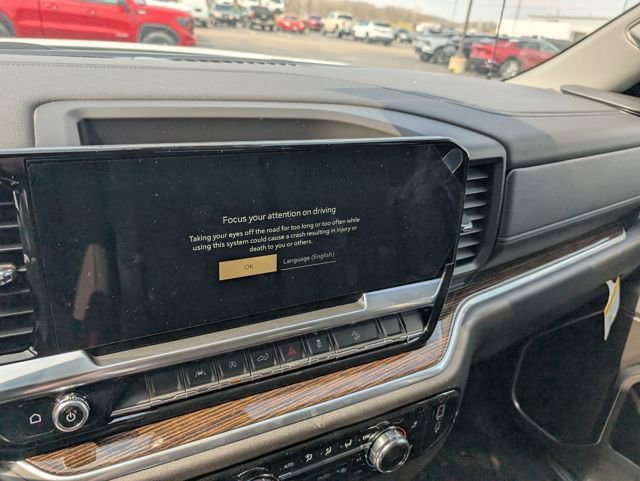 Focus your attention on driving
Taking your eyes off the road for too long or too often while
using this system could cause a crash resulting in injury or
death to you or others.
OK
Language (English)
AUTO